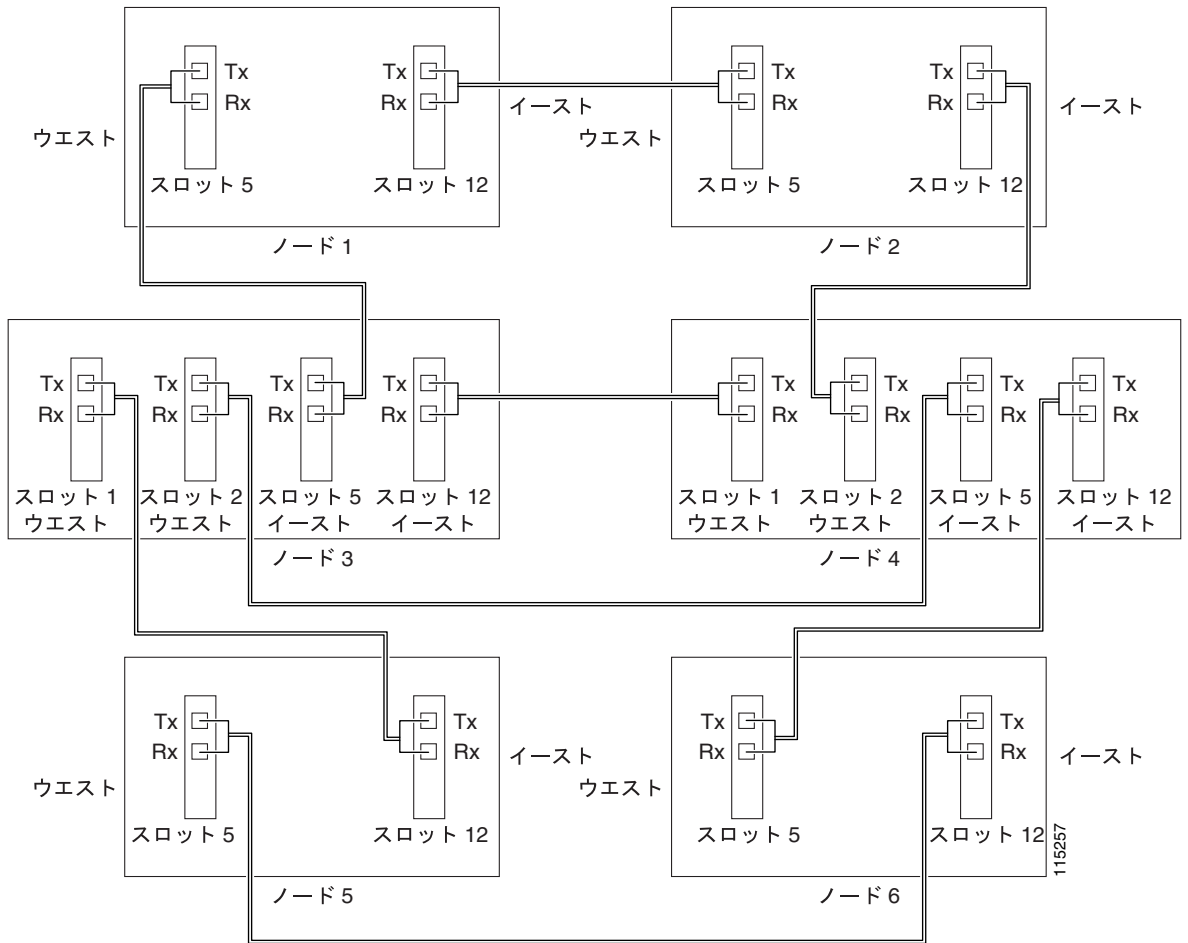 Tx Tx Tx Tx
Rx Rx Rx Rx
ウエスト イースト ウエスト イースト
スロット 5 スロット 12 スロット 5 スロット 12
ノード 1 ノード 2
Tx Tx Tx Tx Tx Tx Tx Tx
Rx Rx Rx Rx Rx Rx Rx Rx
スロット 1 スロット 2 スロット 5 スロット 12 スロット 1 スロット 2 スロット 5 スロット 12
ウエスト ウエスト イースト イースト ウエスト ウエスト イースト イースト
ノード 3 ノード 4
Tx Tx Tx Tx
Rx Rx Rx Rx
ウエスト イースト ウエスト イースト
スロット 5 スロット 12 スロット 5 スロット 12
115257
ノード 5 ノード 6